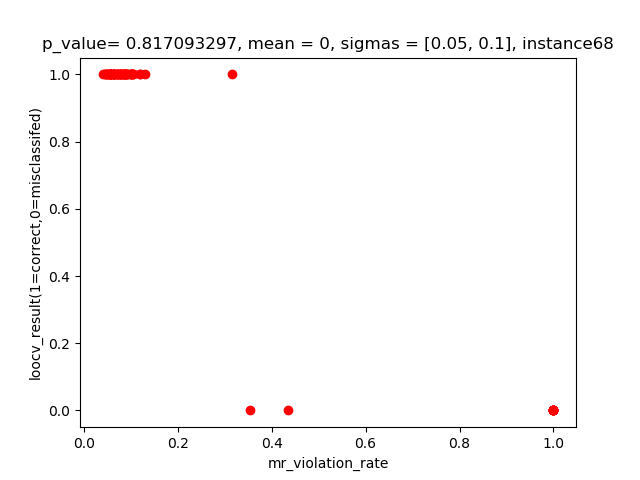 p_value= 0.817093297, mean = 0, sigmas = [0.05, 0.1], instance68
loocv_result(1=correct,0=misclassifed)
1.0
0.8
0.6
0.4
0.2
0.0
0.0 0.2 0.4 0.6 0.8 1.0
mr_violation_rate